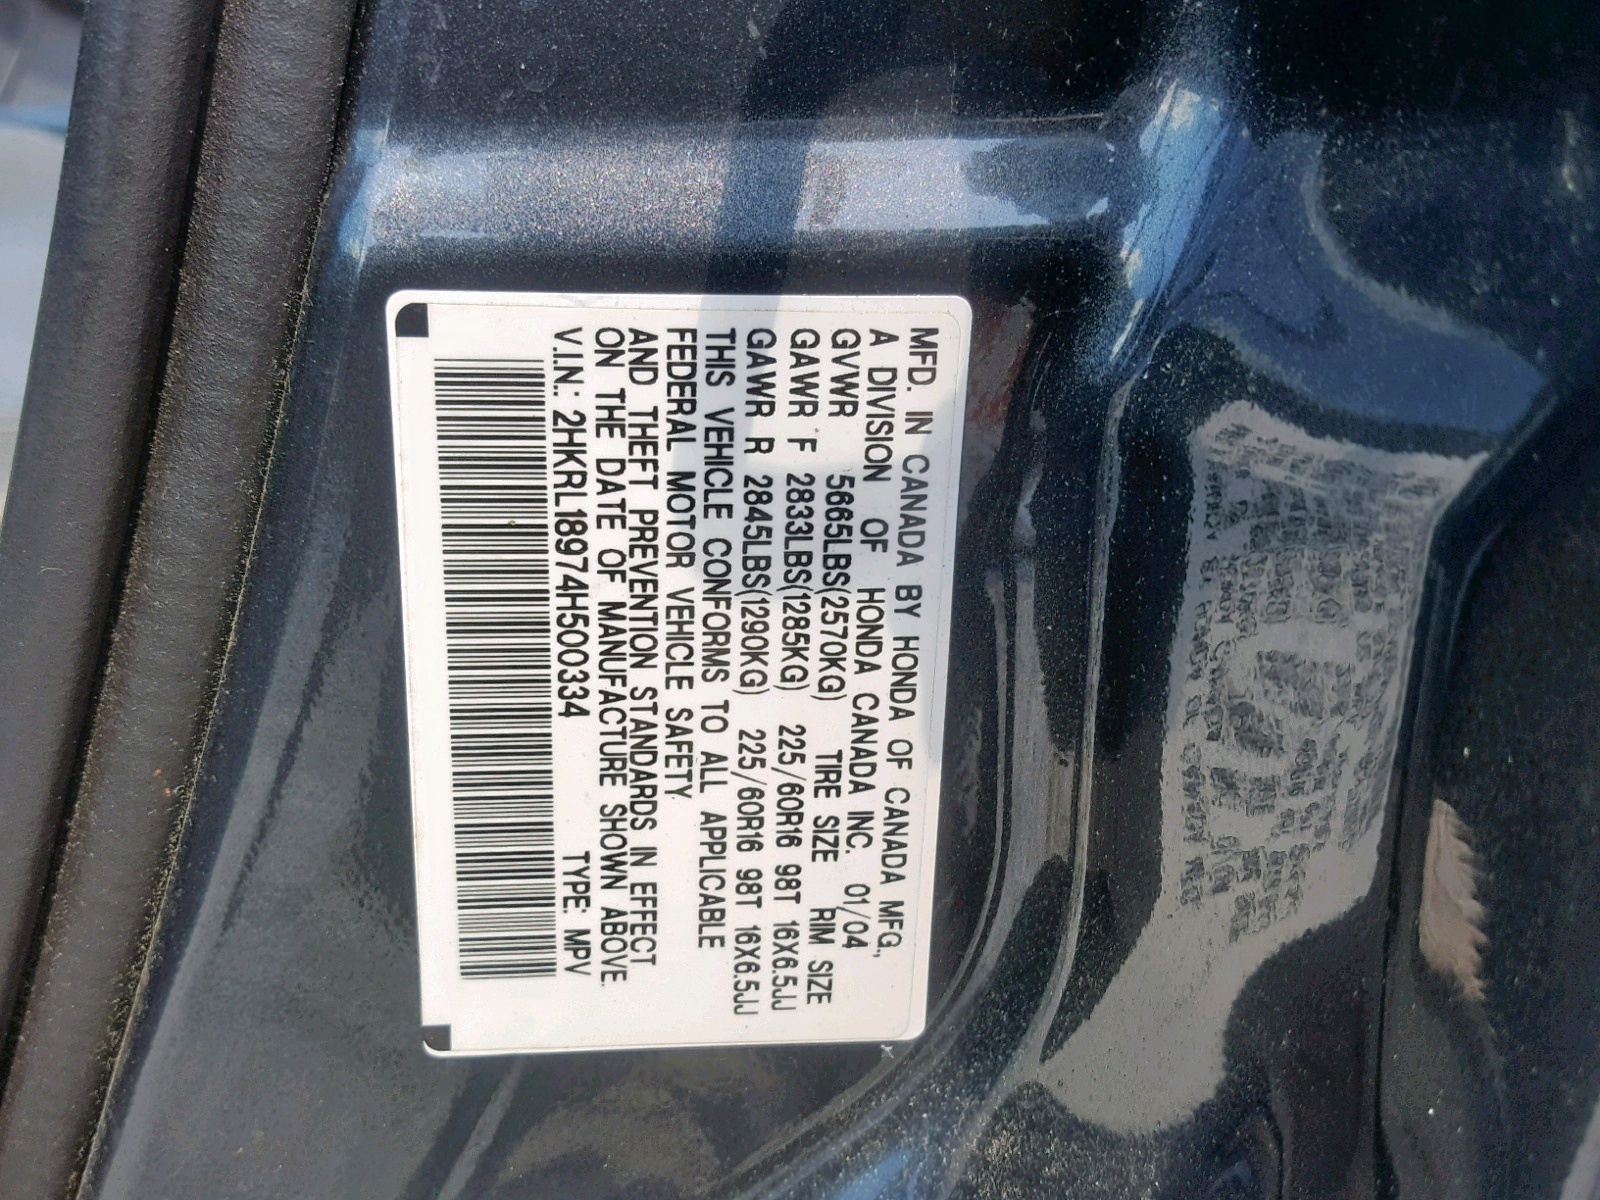 MFD. IN CANADA BY HONDA OF CANADA MFG.,
A DIVISION OF HONDA CANADA INC. 01/04
GVWR 5665LBS(2570KG) TIRE SIZE RIM SIZE
GAWR F 2833LBS(1285KG) 225/60R16 98T 16X6.5JJ
GAWR R 2845LBS(1290KG) 225/60R16 98T 16X6.5JJ
THIS VEHICLE CONFORMS TO ALL APPLICABLE
FEDERAL MOTOR VEHICLE SAFETY
AND THEFT PREVENTION STANDARDS IN EFFECT
ON THE DATE OF MANUFACTURE SHOWN ABOVE.
V.I.N.: 2HKRL18974H500334 TYPE: MPV